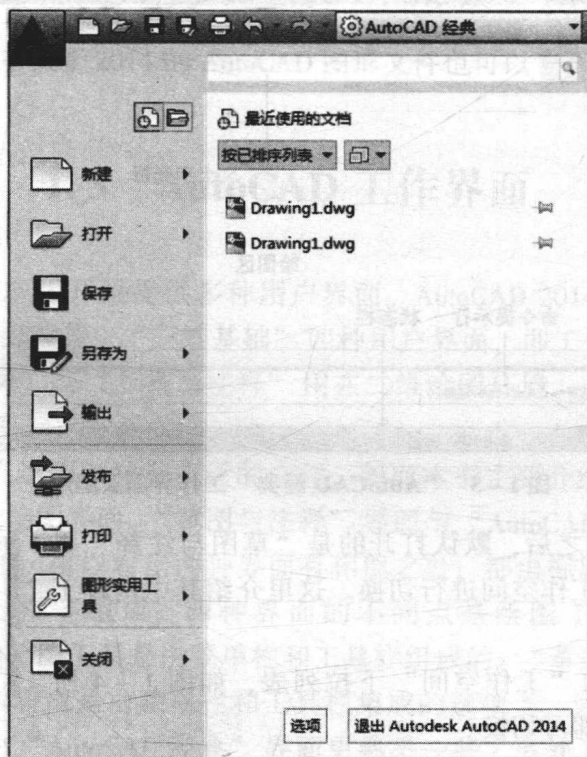 AutoCAD 经典
最近使用的文档
按已排序列表
新建
Drawing1.dwg
打开
Drawing1.dwg
保存
另存为
输出
发布
打印
图形实用工
具
关闭
选项
退出 Autodesk AutoCAD 2014